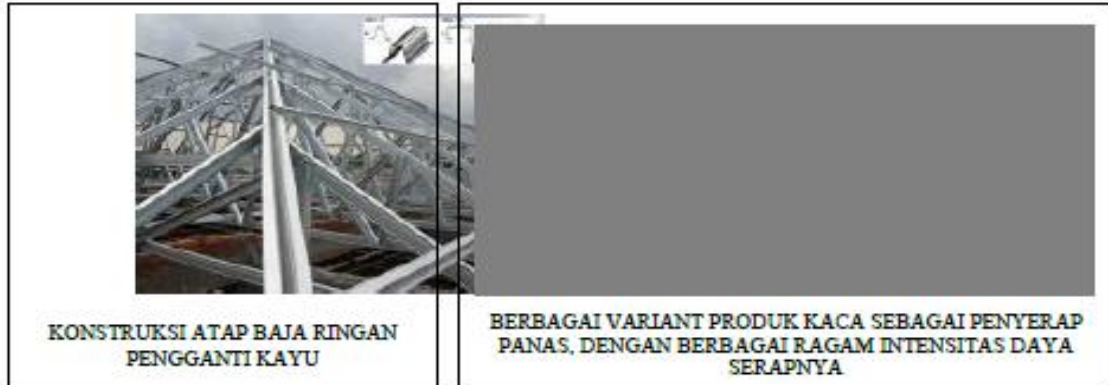 KONSTRUKSI ATAP BAJA RINGAN
PENGGANTI KAYU
BERBAGAI VARIANT PRODUK KACA SEBAGAI PENYERAP
PANAS, DENGAN BERBAGAI RAGAM INTENSITAS DAYA
SERAPNYA